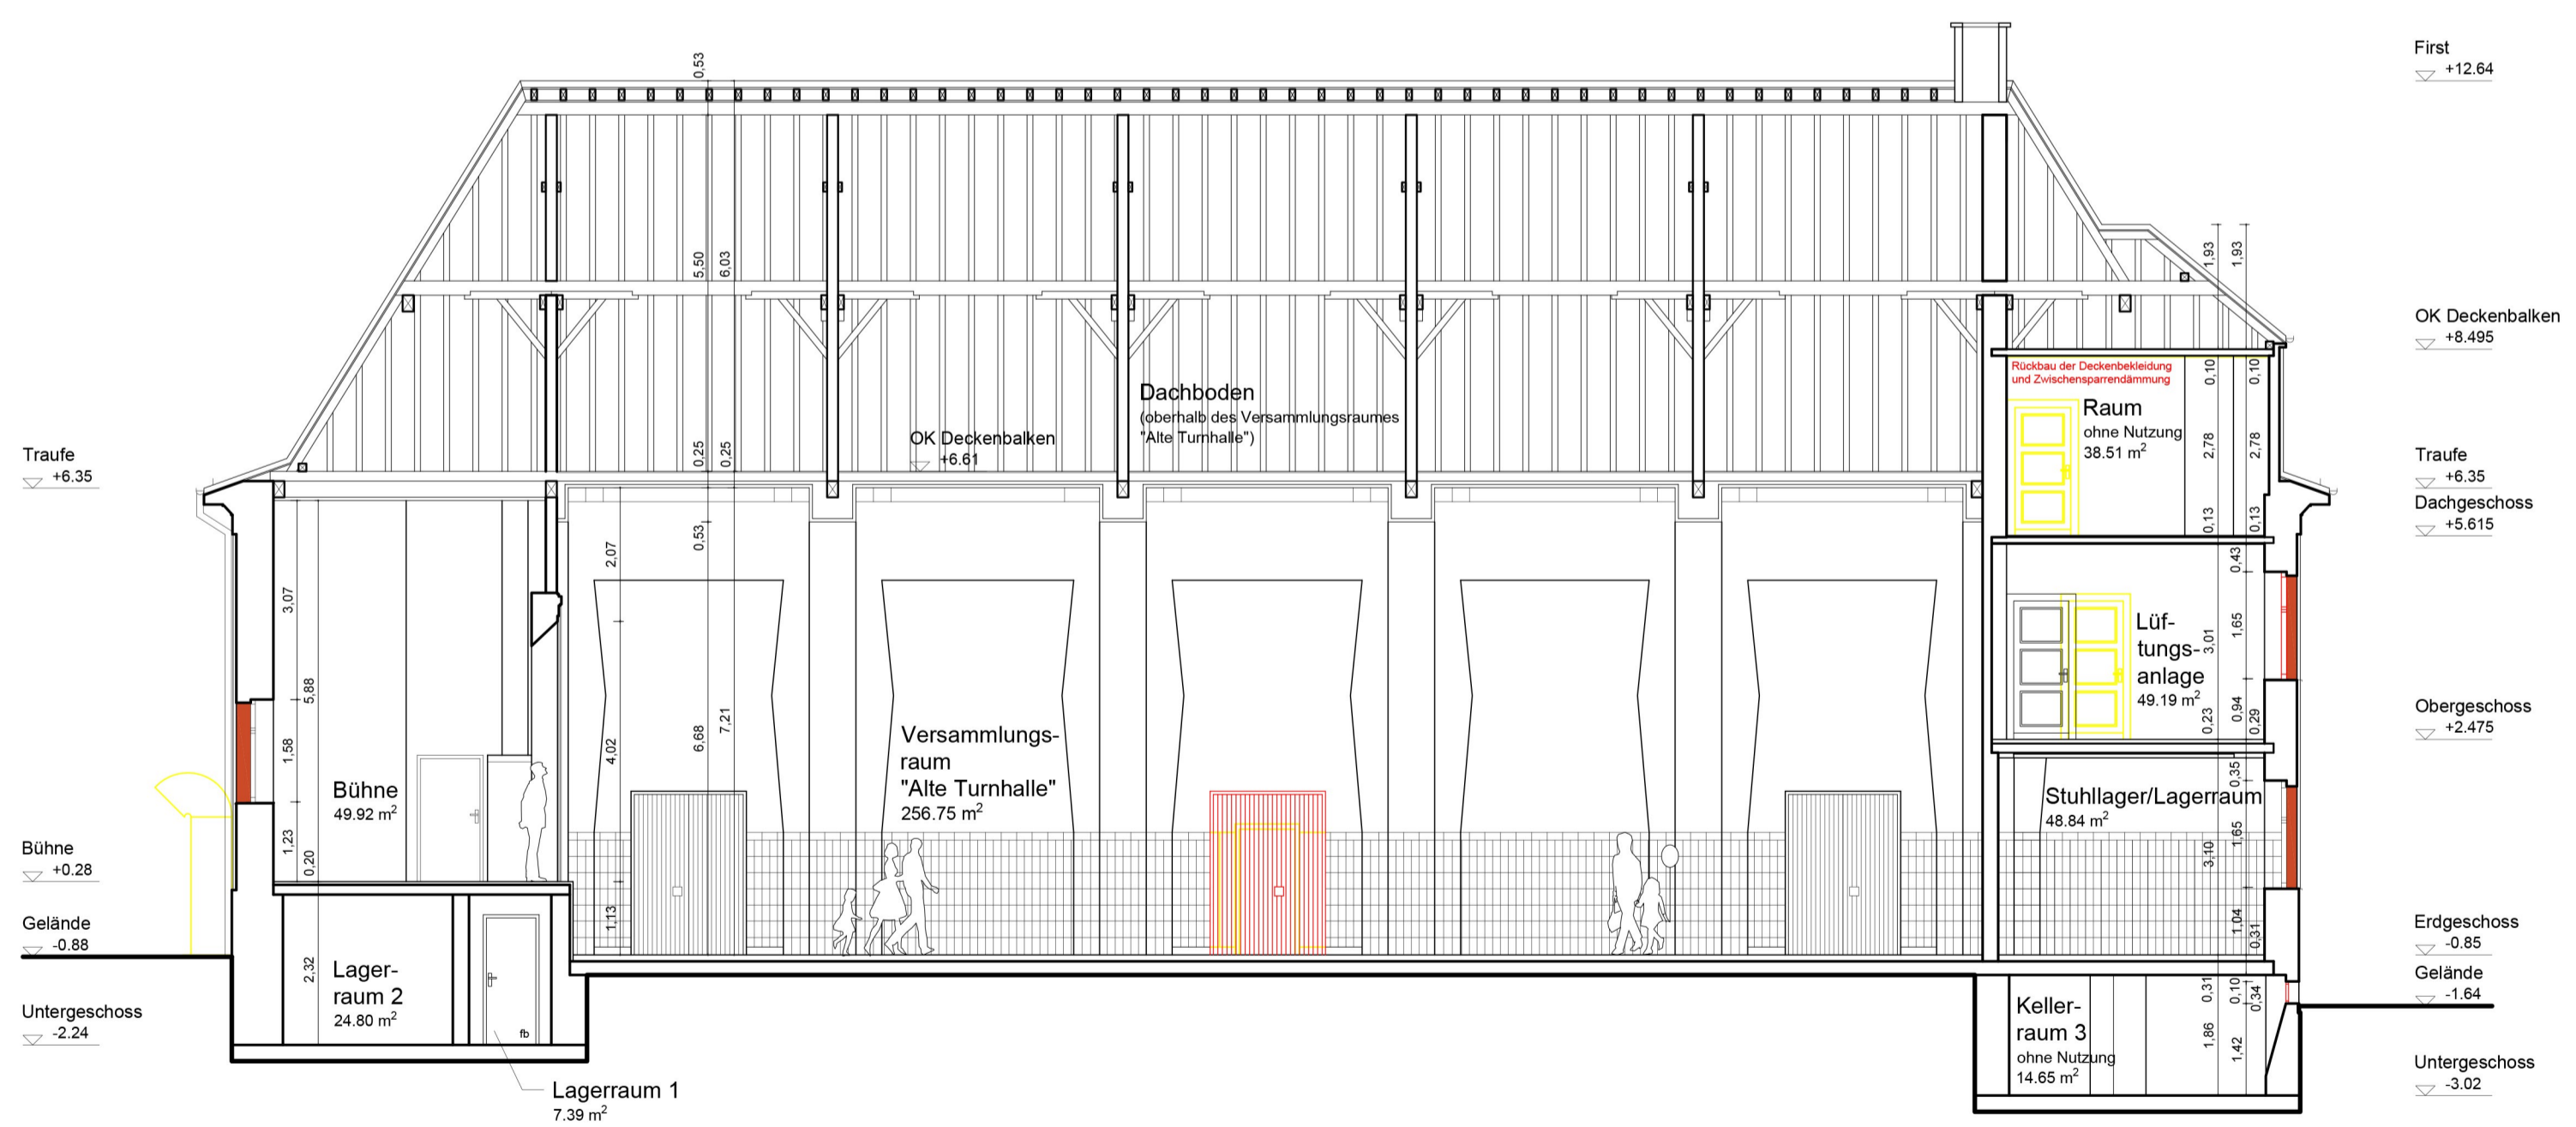 First
+12.64
0,53
5,50
6,03
1,93
1,93
OK Deckenbalken
+8.495
Rückbau der Deckenbekleidung
und Zwischensparrendämmung
0,10
0,10
Raum
ohne Nutzung
38.51 m²
2,78
2,78
0,13
0,13
Dachboden
(oberhalb des Versammlungsraumes
"Alte Turnhalle")
OK Deckenbalken
+6.61
0,25
0,25
Traufe
+6.35
Traufe
+6.35
Dachgeschoss
+5.615
0,53
2,07
3,07
5,88
1,58
1,23
0,20
4,02
6,68
7,21
1,13
0,43
1,65
3,01
0,94
0,23
0,29
Lüf-
tungs-
anlage
49.19 m²
Obergeschoss
+2.475
Versammlungs-
raum
"Alte Turnhalle"
256.75 m²
Bühne
49.92 m²
0,35
Stuhllager/Lagerraum
48.84 m²
1,65
3,10
1,04
0,31
Bühne
+0.28
Gelände
-0.88
Erdgeschoss
-0.85
Gelände
-1.64
Lager-
raum 2
24.80 m²
2,32
fb
Keller-
raum 3
ohne Nutzung
14.65 m²
0,31
0,10
0,34
1,86
1,42
Untergeschoss
-2.24
Untergeschoss
-3.02
Lagerraum 1
7.39 m²